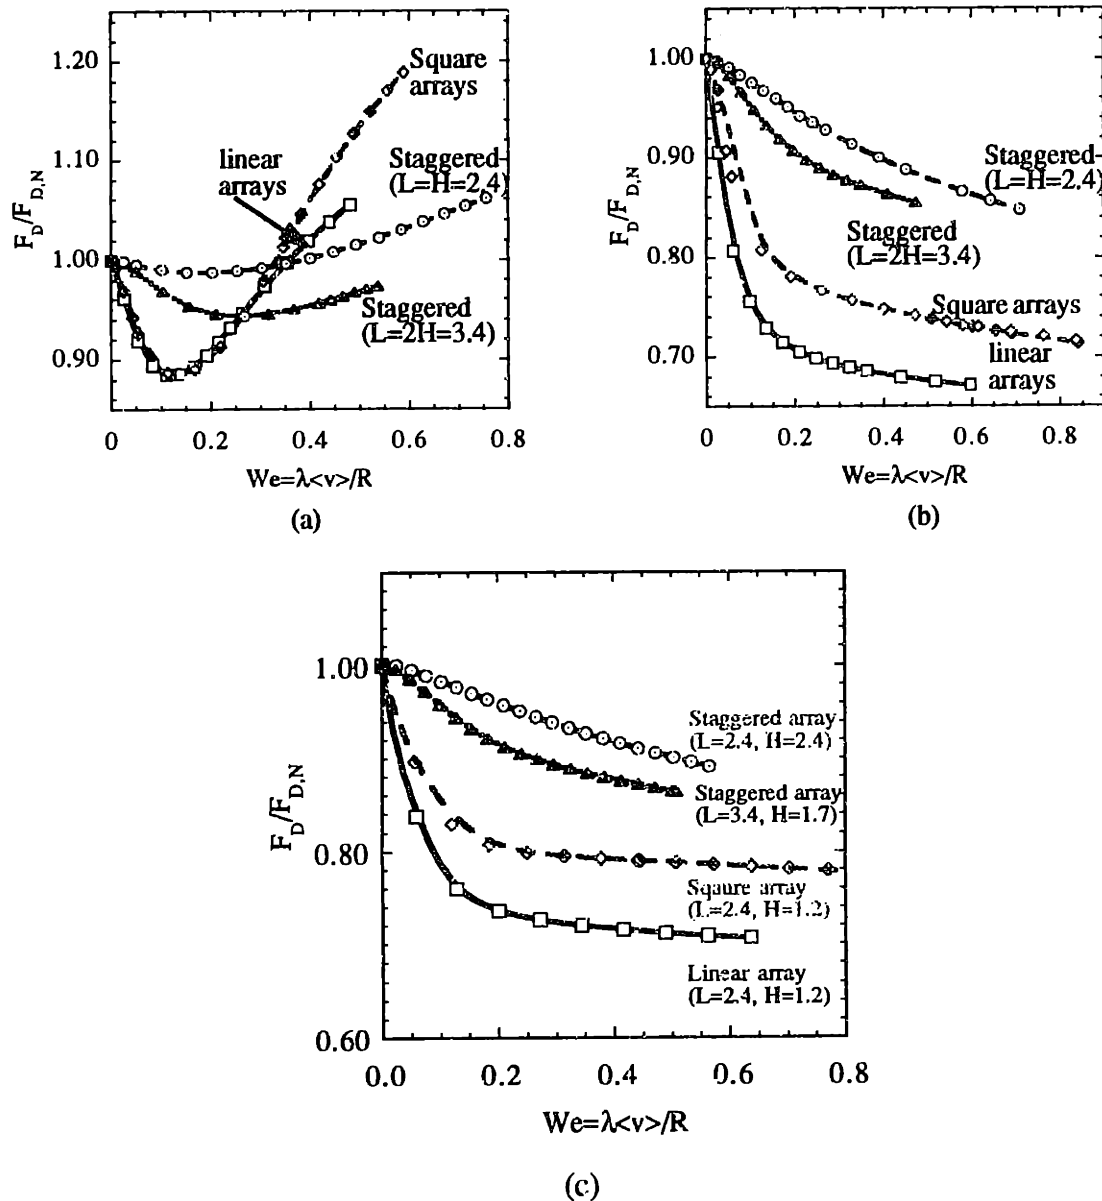 1.20
1.10
1.00
0.90
F_D/F_{D,N}
Square
arrays
linear
arrays
Staggered
(L=H=2.4)
Staggered
(L=2H=3.4)
0 0.2 0.4 0.6 0.8
We=λ<v>/R
(a)
1.00
0.90
0.80
0.70
F_D/F_{D,N}
Staggered
(L=H=2.4)
Staggered
(L=2H=3.4)
Square arrays
linear
arrays
0 0.2 0.4 0.6 0.8
We=λ<v>/R
(b)
1.00
0.80
0.60
F_D/F_{D,N}
Staggered array
(L=2.4, H=2.4)
Staggered array
(L=3.4, H=1.7)
Sqaure array
(L=2.4, H=1.2)
Linear array
(L=2.4, H=1.2)
0.0 0.2 0.4 0.6 0.8
We=λ<v>/R
(c)